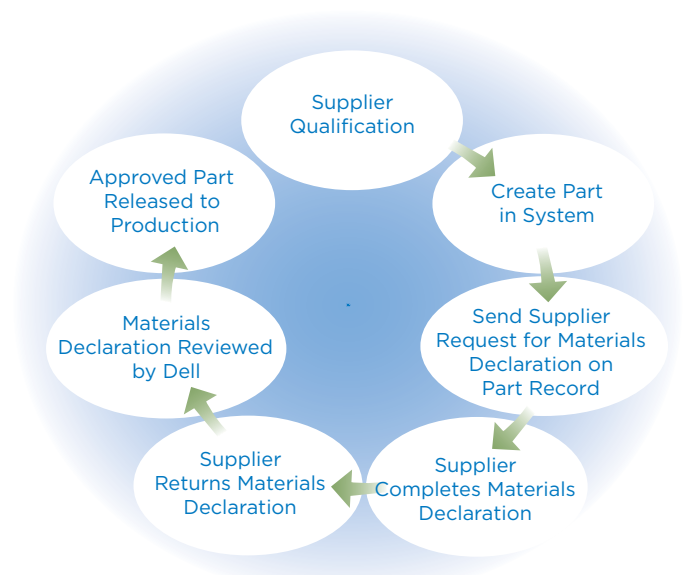 Supplier
Qualification
Create Part
in System
Send Supplier
Request for Materials
Declaration on
Part Record
Supplier
Completes Materials
Declaration
Supplier
Returns Materials
Declaration
Materials
Declaration Reviewed
by Dell
Approved Part
Released to
Production